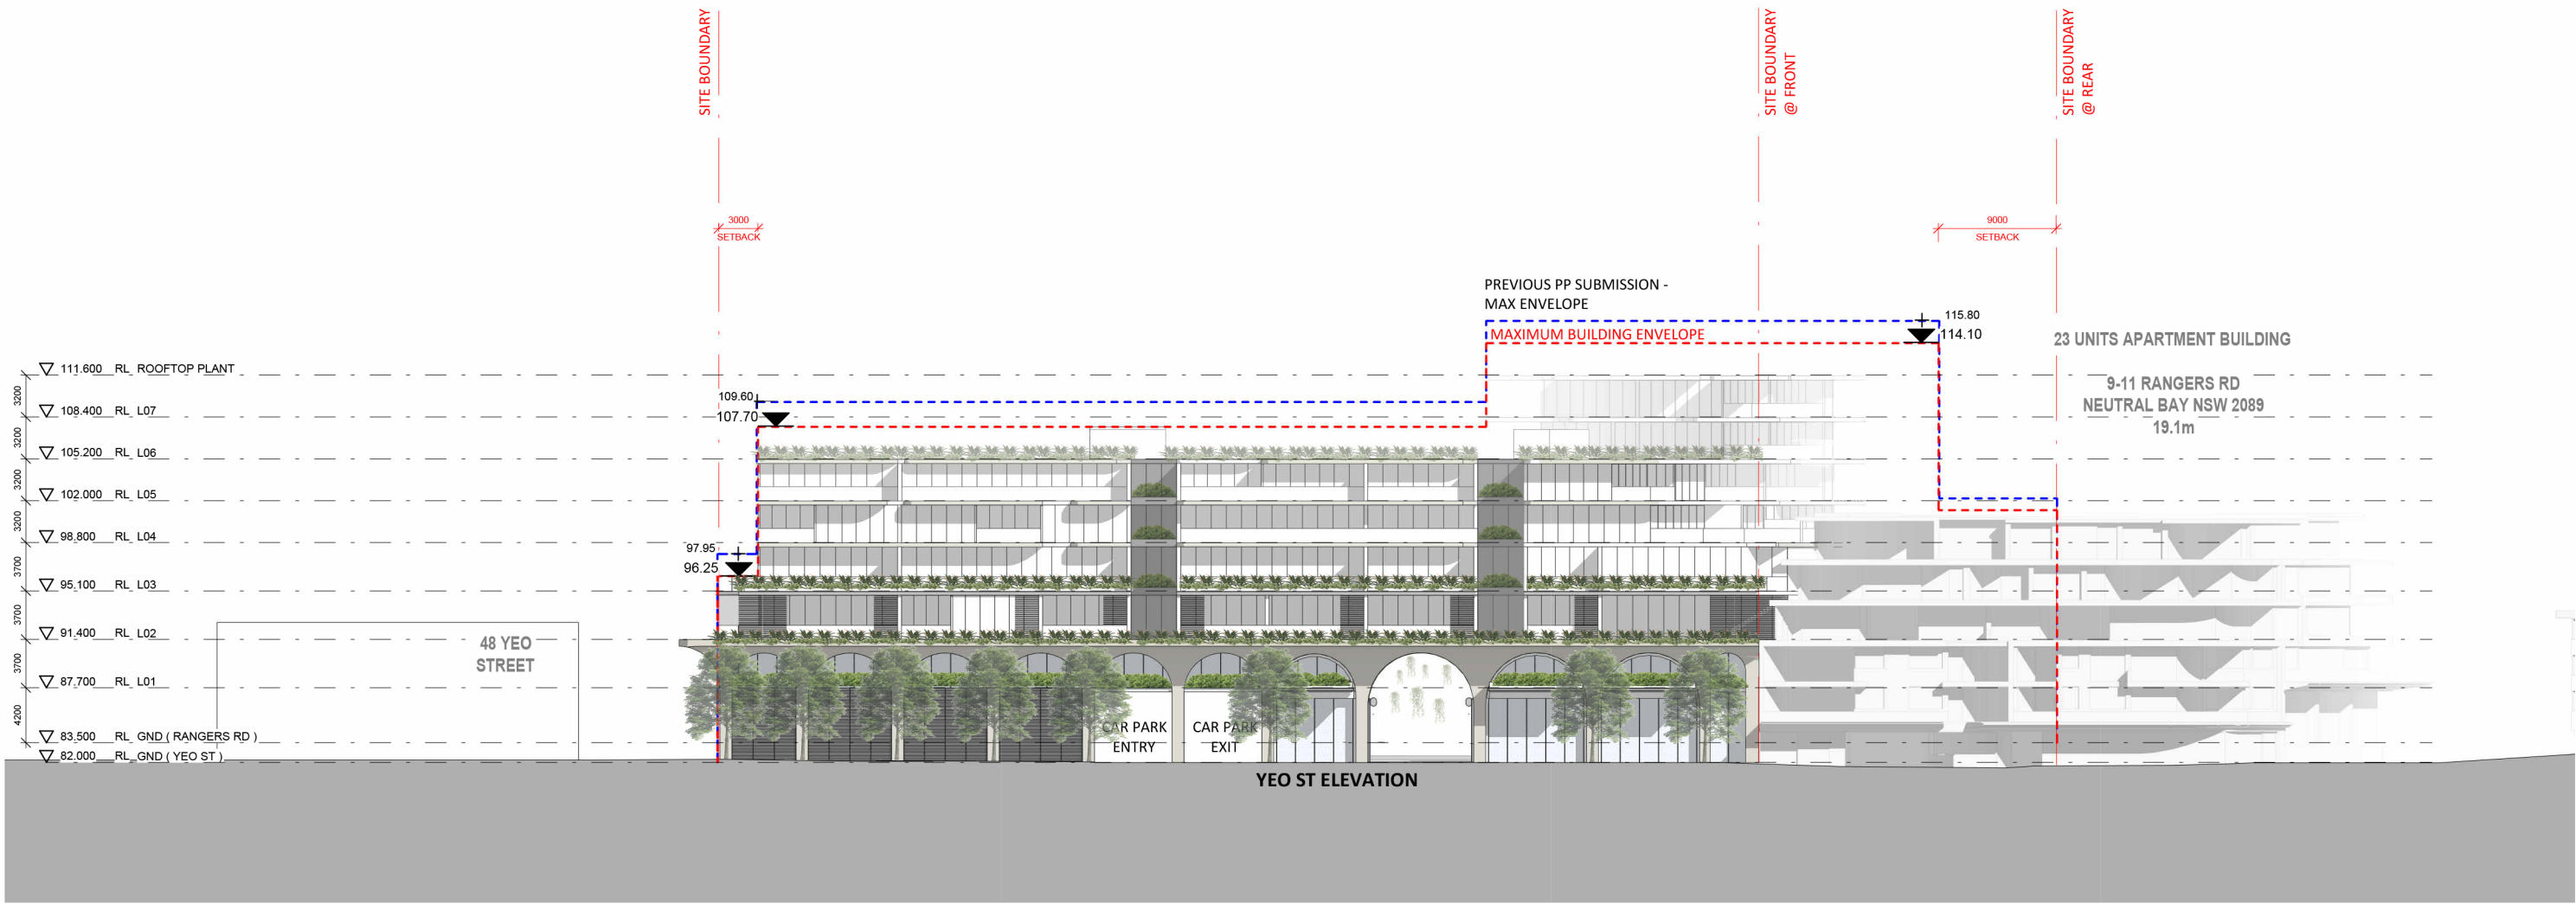 SITE BOUNDARY
SITE BOUNDARY
@ FRONT
SITE BOUNDARY
@ REAR
3000
SETBACK
9000
SETBACK
PREVIOUS PP SUBMISSION -
MAX ENVELOPE
MAXIMUM BUILDING ENVELOPE
115.80
114.10
23 UNITS APARTMENT BUILDING
9-11 RANGERS RD
NEUTRAL BAY NSW 2089
19.1m
109.60
107.70
97.95
96.25
111.600 RL ROOFTOP PLANT
3200
108.400 RL L07
3200
105.200 RL L06
3200
102.000 RL L05
3200
98.800 RL L04
3700
95.100 RL L03
3700
91.400 RL L02
3700
87.700 RL L01
4200
83.500 RL GND ( RANGERS RD )
82.000 RL GND ( YEO ST )
48 YEO
STREET
CAR PARK
ENTRY
CAR PARK
EXIT
YEO ST ELEVATION